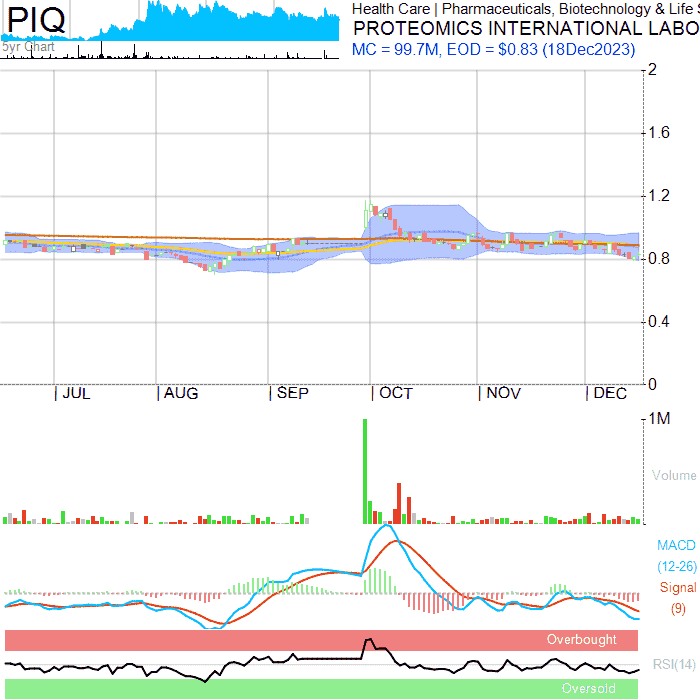 PIQ
5yr Chart
Health Care | Pharmaceuticals, Biotechnology & Life
PROTEOMICS INTERNATIONAL LABO
MC = 99.7M, EOD = $0.83 (18Dec2023)
2
1.6
1.2
0.8
0.4
0
| JUL | AUG | SEP | OCT | NOV | DEC
1M
Volume
MACD
(12-26)
Signal
(9)
Overbought
RSI(14)
Oversold